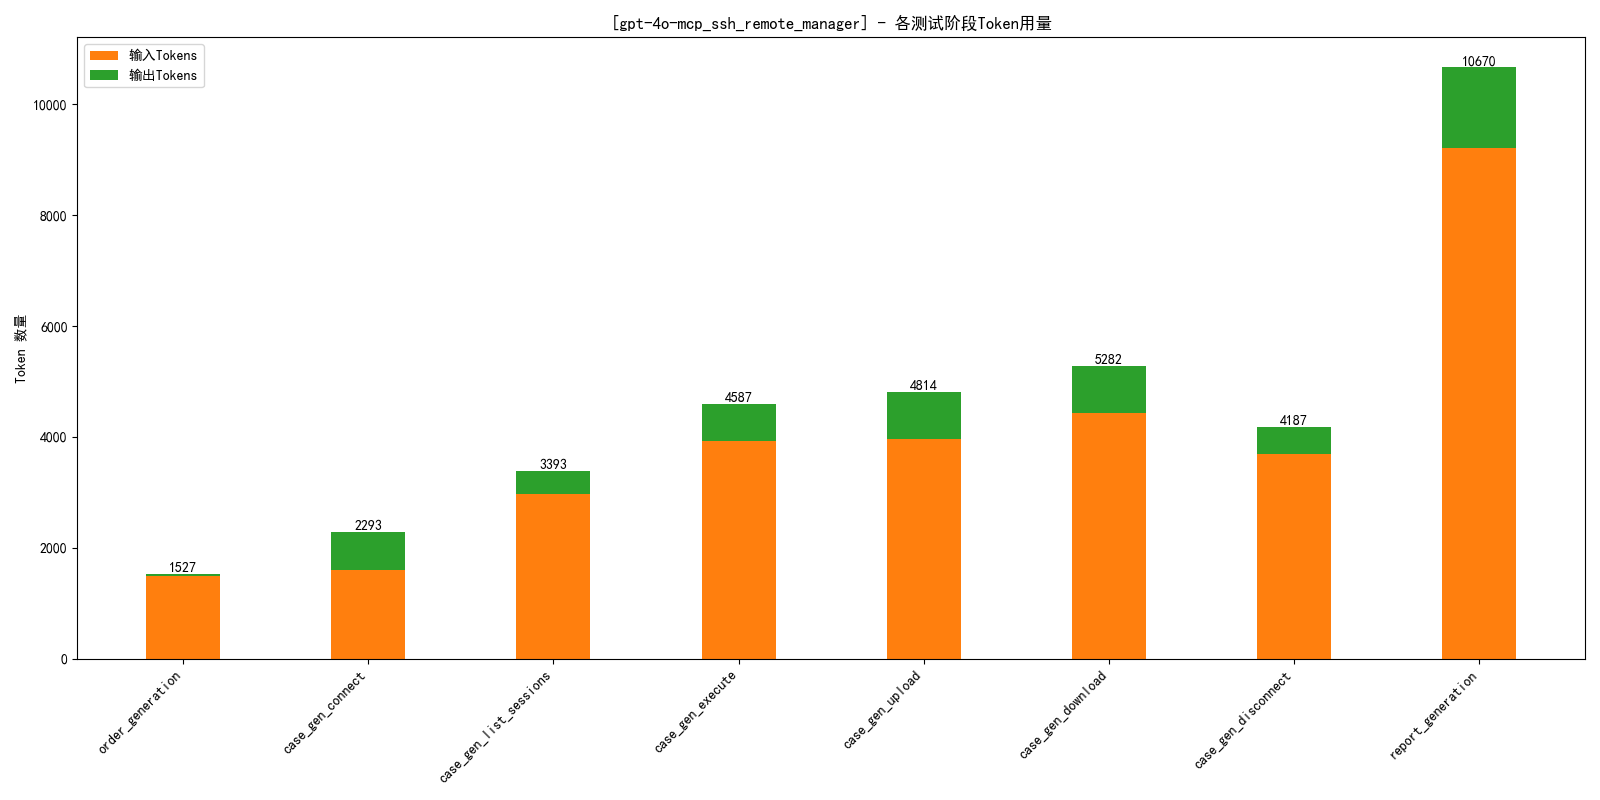 [gpt-4o-mcp_ssh_remote_manager] - 各测试阶段Token用量
输入Tokens
输出Tokens
Token 数量
10000
8000
6000
4000
2000
0
1527
2293
3393
4587
4814
5282
4187
10670
order_generation
case_gen_connect
case_gen_list_sessions
case_gen_execute
case_gen_upload
case_gen_download
case_gen_disconnect
report_generation